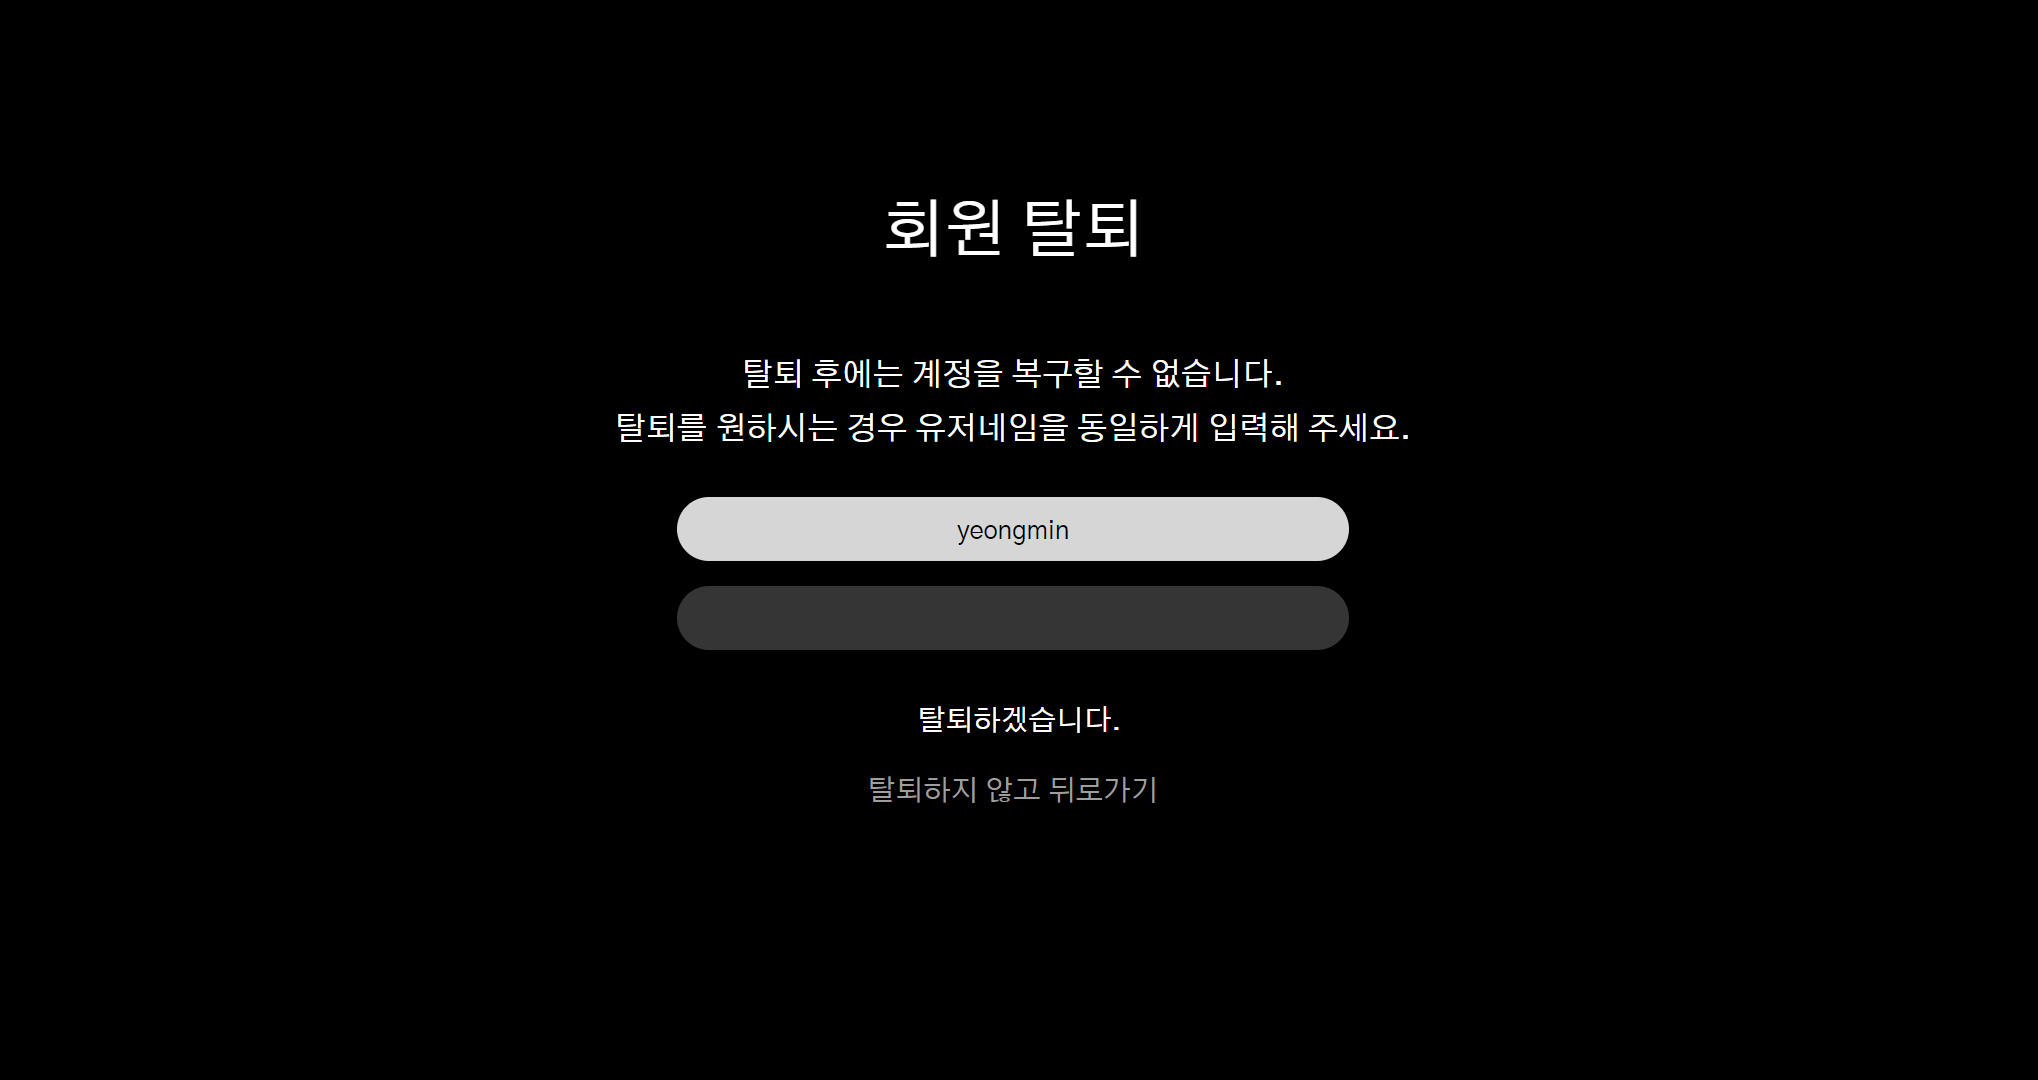 회원 탈퇴
탈퇴 후에는 계정을 복구할 수 없습니다.
탈퇴를 원하시는 경우 유저네임을 동일하게 입력해 주세요.
yeongmin
탈퇴하겠습니다.
탈퇴하지 않고 뒤로가기